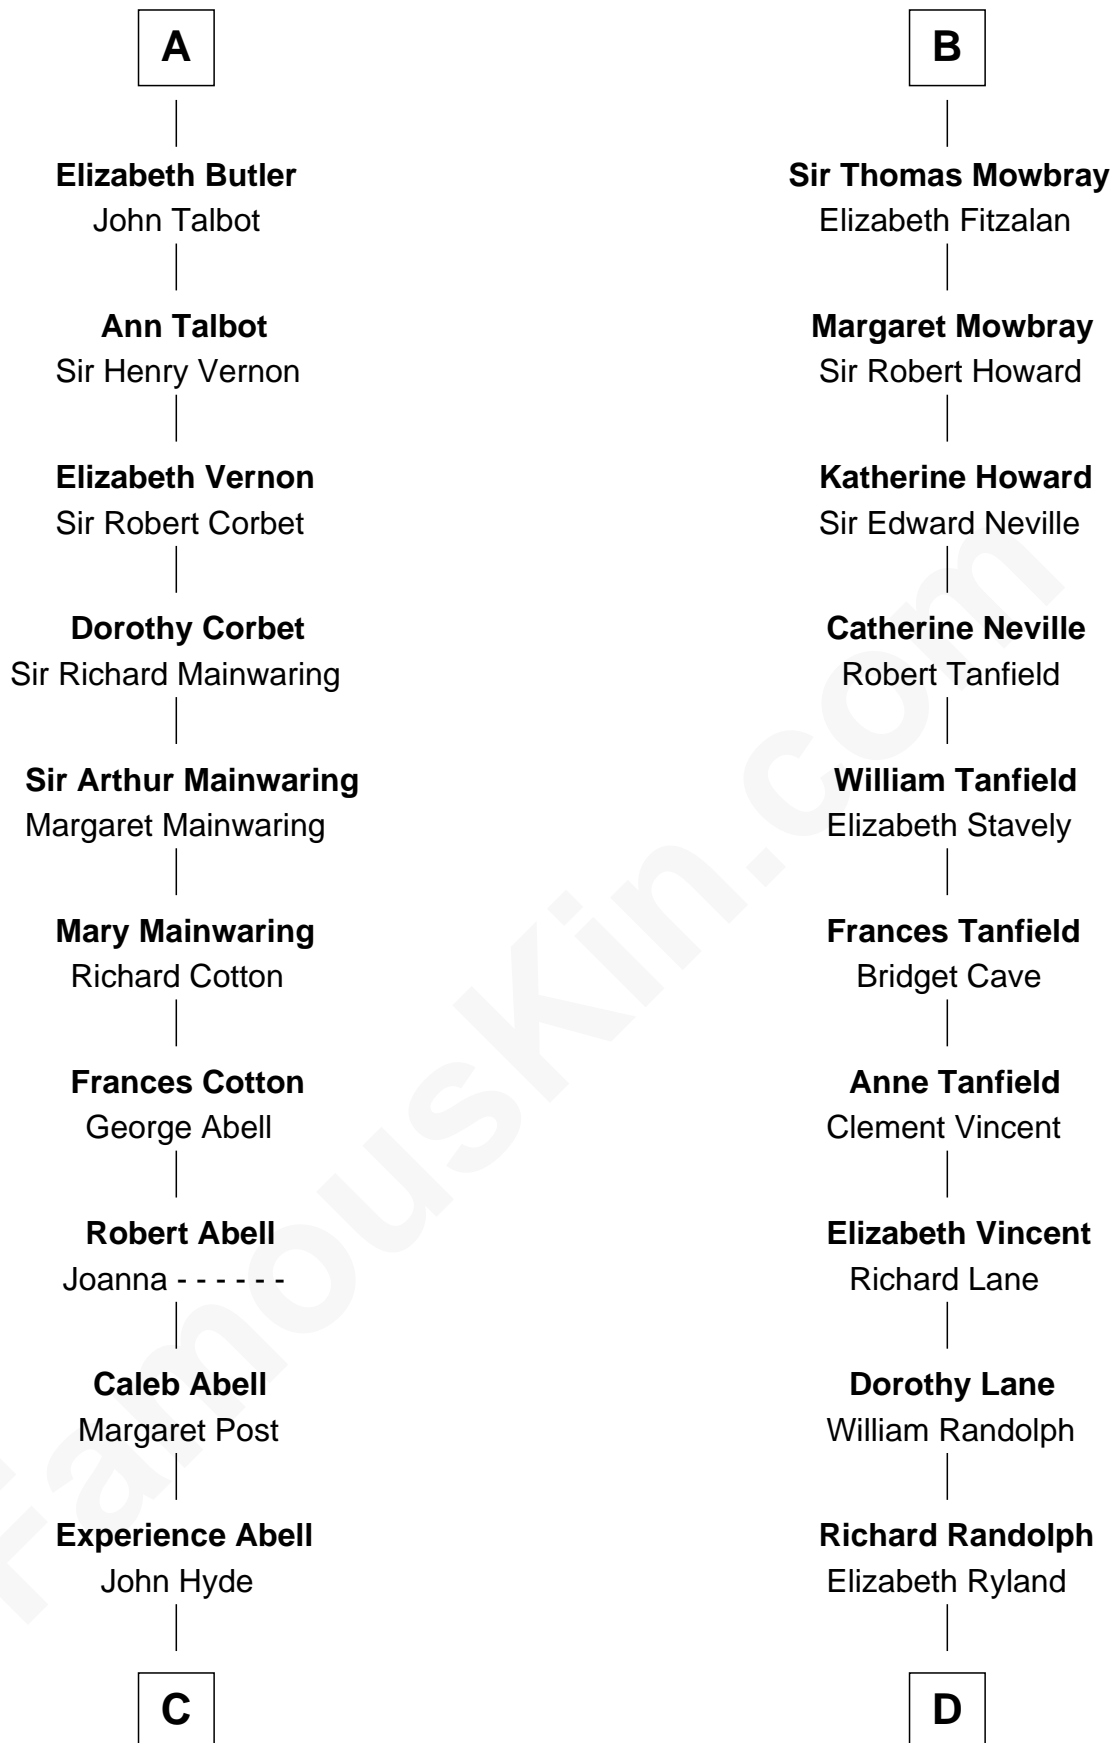 A
Elizabeth Butler
John Talbot
Ann Talbot
Sir Henry Vernon
Elizabeth Vernon
Sir Robert Corbet
Dorothy Corbet
Sir Richard Mainwaring
Sir Arthur Mainwaring
Margaret Mainwaring
Mary Mainwaring
Richard Cotton
Frances Cotton
George Abell
Robert Abell
Joanna - - - - - -
Caleb Abell
Margaret Post
Experience Abell
John Hyde
C
B
Sir Thomas Mowbray
Elizabeth Fitzalan
Margaret Mowbray
Sir Robert Howard
Katherine Howard
Sir Edward Neville
Catherine Neville
Robert Tanfield
William Tanfield
Elizabeth Stavely
Frances Tanfield
Bridget Cave
Anne Tanfield
Clement Vincent
Elizabeth Vincent
Richard Lane
Dorothy Lane
William Randolph
Richard Randolph
Elizabeth Ryland
D
FamousKin.com